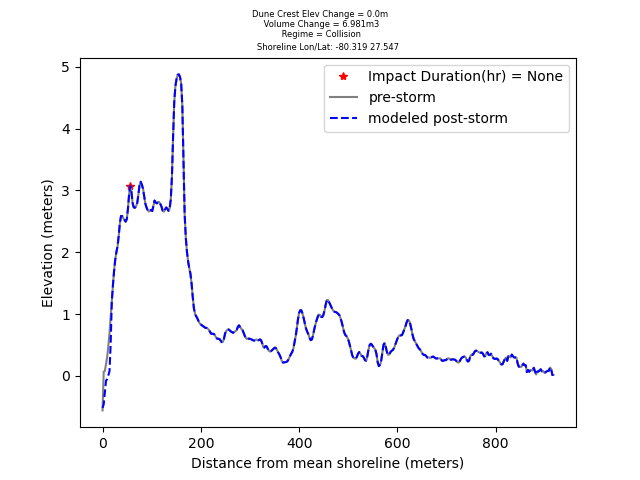 Dune Crest Elev Change = 0.0m
Volume Change = 6.981m3
Regime = Collision
Shoreline Lon/Lat: -80.319 27.547
Impact Duration(hr) = None
pre-storm
modeled post-storm
5
4
3
2
1
0
Elevation (meters)
0 200 400 600 800
Distance from mean shoreline (meters)